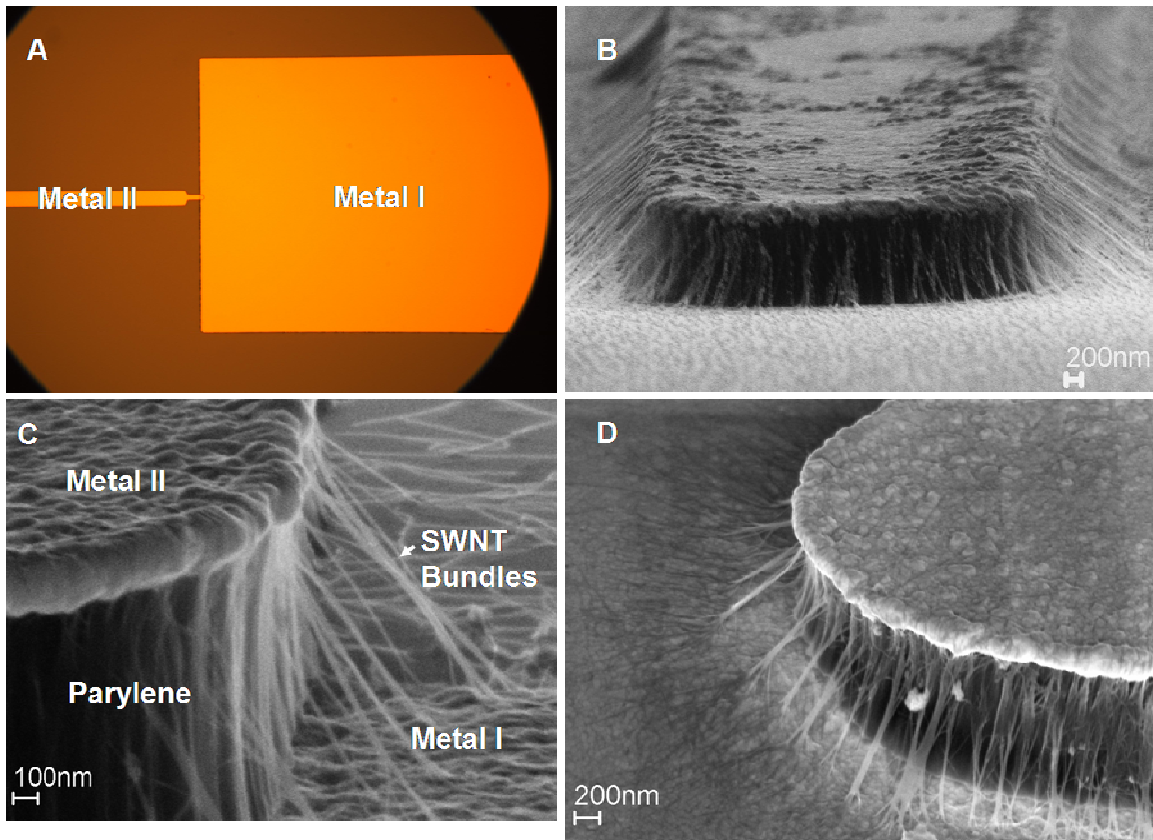 A
Metal II
Metal I
B
200nm
C
Metal II
SWNT
Bundles
Parylene
Metal I
100nm
D
200nm